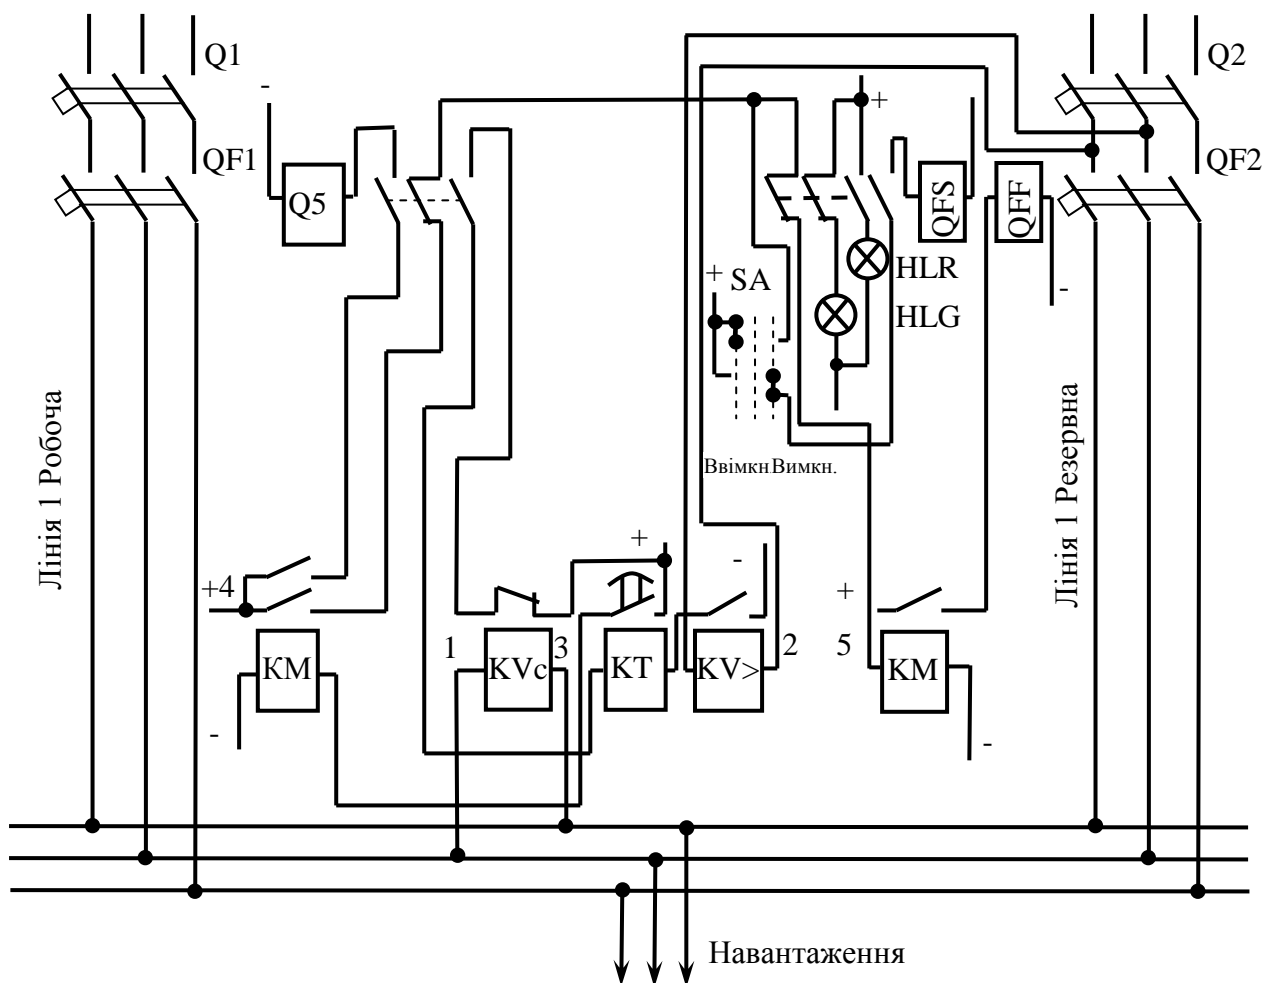 Q1
Q2
-
+
QF1
QF2
Q5
QFS
QFF
HLR
+ SA
-
HLG
Лінія 1 Робоча
Лінія 1 Резервна
Ввімкн.Вимкн.
+
-
+4
+
1
3
2
5
KM
KVc
KT
KV>
KM
-
-
Навантаження